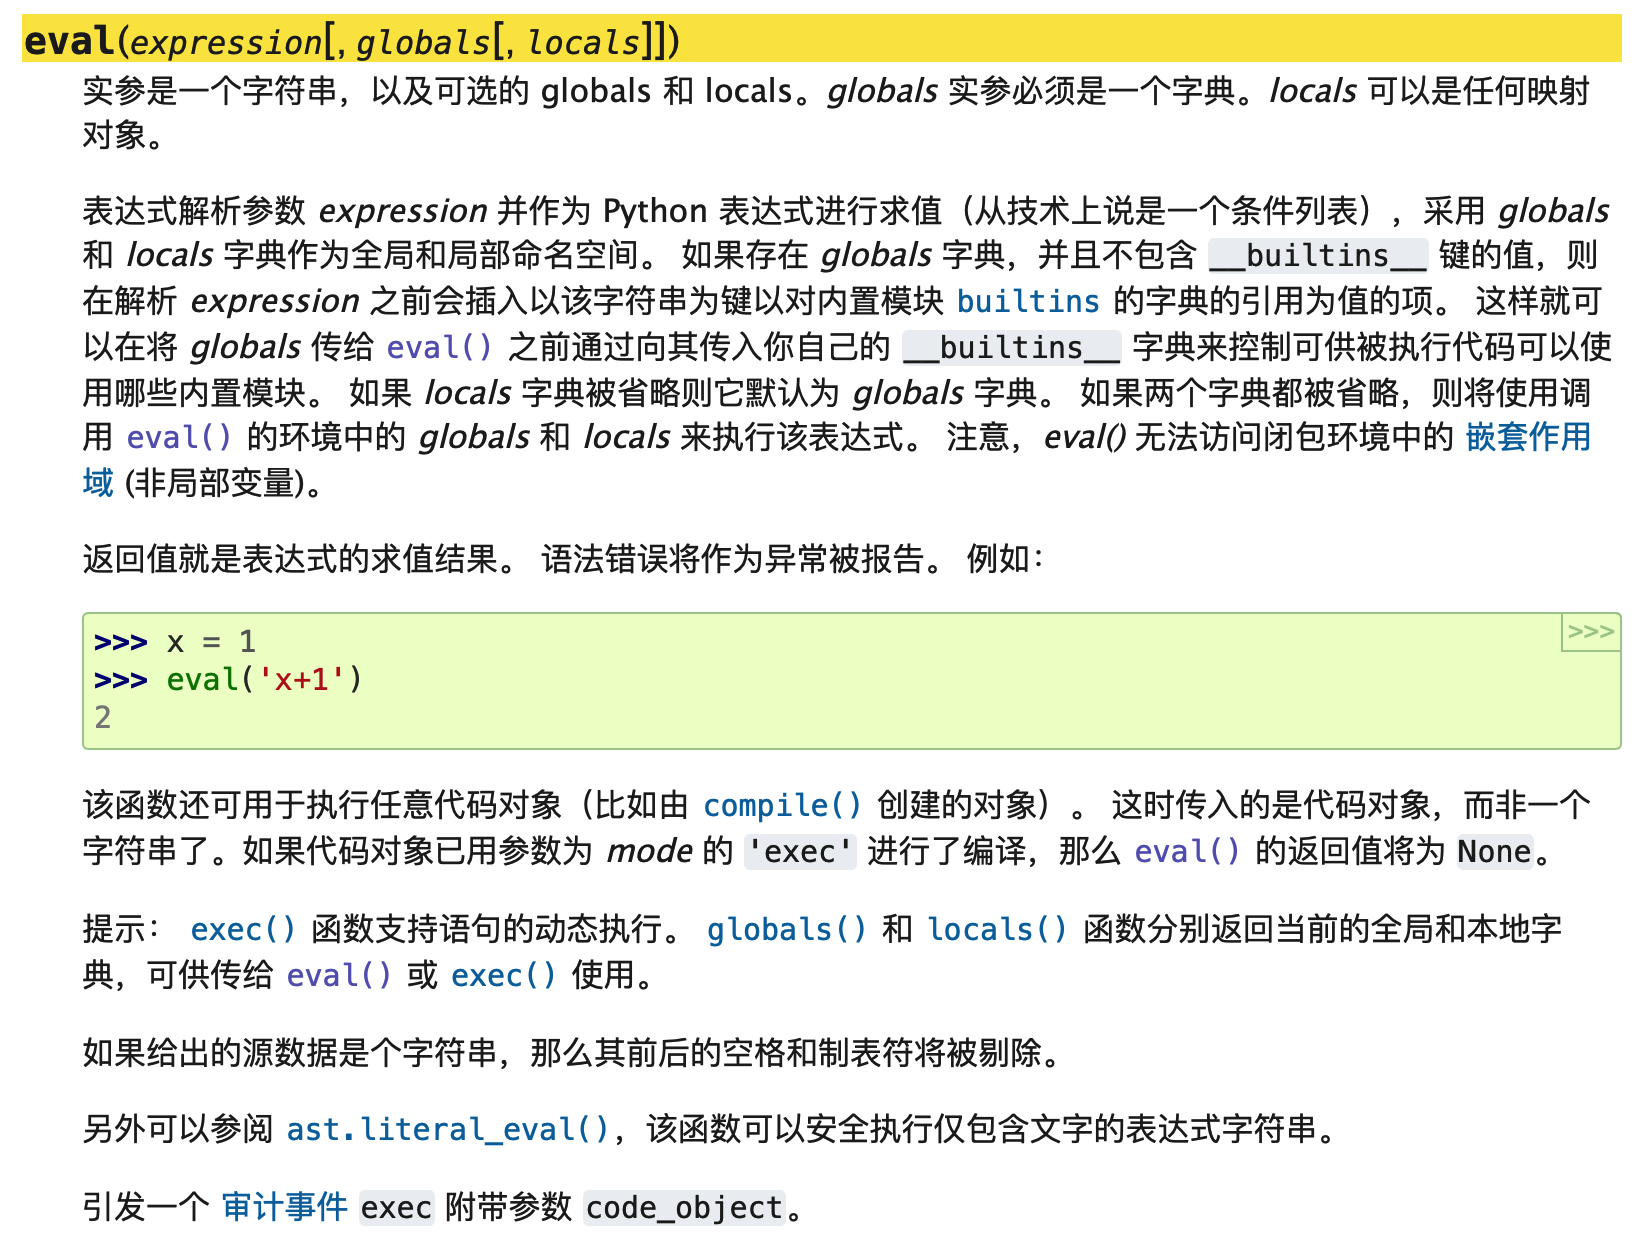 eval(expression[, globals[, locals]])
实参是一个字符串，以及可选的 globals 和 locals。globals 实参必须是一个字典。locals 可以是任何映射
对象。
表达式解析参数 expression 并作为 Python 表达式进行求值（从技术上说是一个条件列表），采用 globals
和 locals 字典作为全局和局部命名空间。 如果存在 globals 字典，并且不包含 __builtins__ 键的值，则
在解析 expression 之前会插入以该字符串为键以对内置模块 builtins 的字典的引用为值的项。 这样就可
以在将 globals 传给 eval() 之前通过向其传入你自己的 __builtins__ 字典来控制可供被执行代码可以使
用哪些内置模块。 如果 locals 字典被省略则它默认为 globals 字典。 如果两个字典都被省略，则将使用调
用 eval() 的环境中的 globals 和 locals 来执行该表达式。 注意，eval() 无法访问闭包环境中的 嵌套作用
域 (非局部变量)。
返回值就是表达式的求值结果。 语法错误将作为异常被报告。 例如：
>>> x = 1
>>>
>>> eval('x+1')
2
该函数还可用于执行任意代码对象（比如由 compile() 创建的对象）。 这时传入的是代码对象，而非一个
字符串了。如果代码对象已用参数为 mode 的 'exec' 进行了编译，那么 eval() 的返回值将为 None。
提示： exec() 函数支持语句的动态执行。 globals() 和 locals() 函数分别返回当前的全局和本地字
典，可供传给 eval() 或 exec() 使用。
如果给出的源数据是个字符串，那么其前后的空格和制表符将被剔除。
另外可以参阅 ast.literal_eval()，该函数可以安全执行仅包含文字的表达式字符串。
引发一个 审计事件 exec 附带参数 code_object。